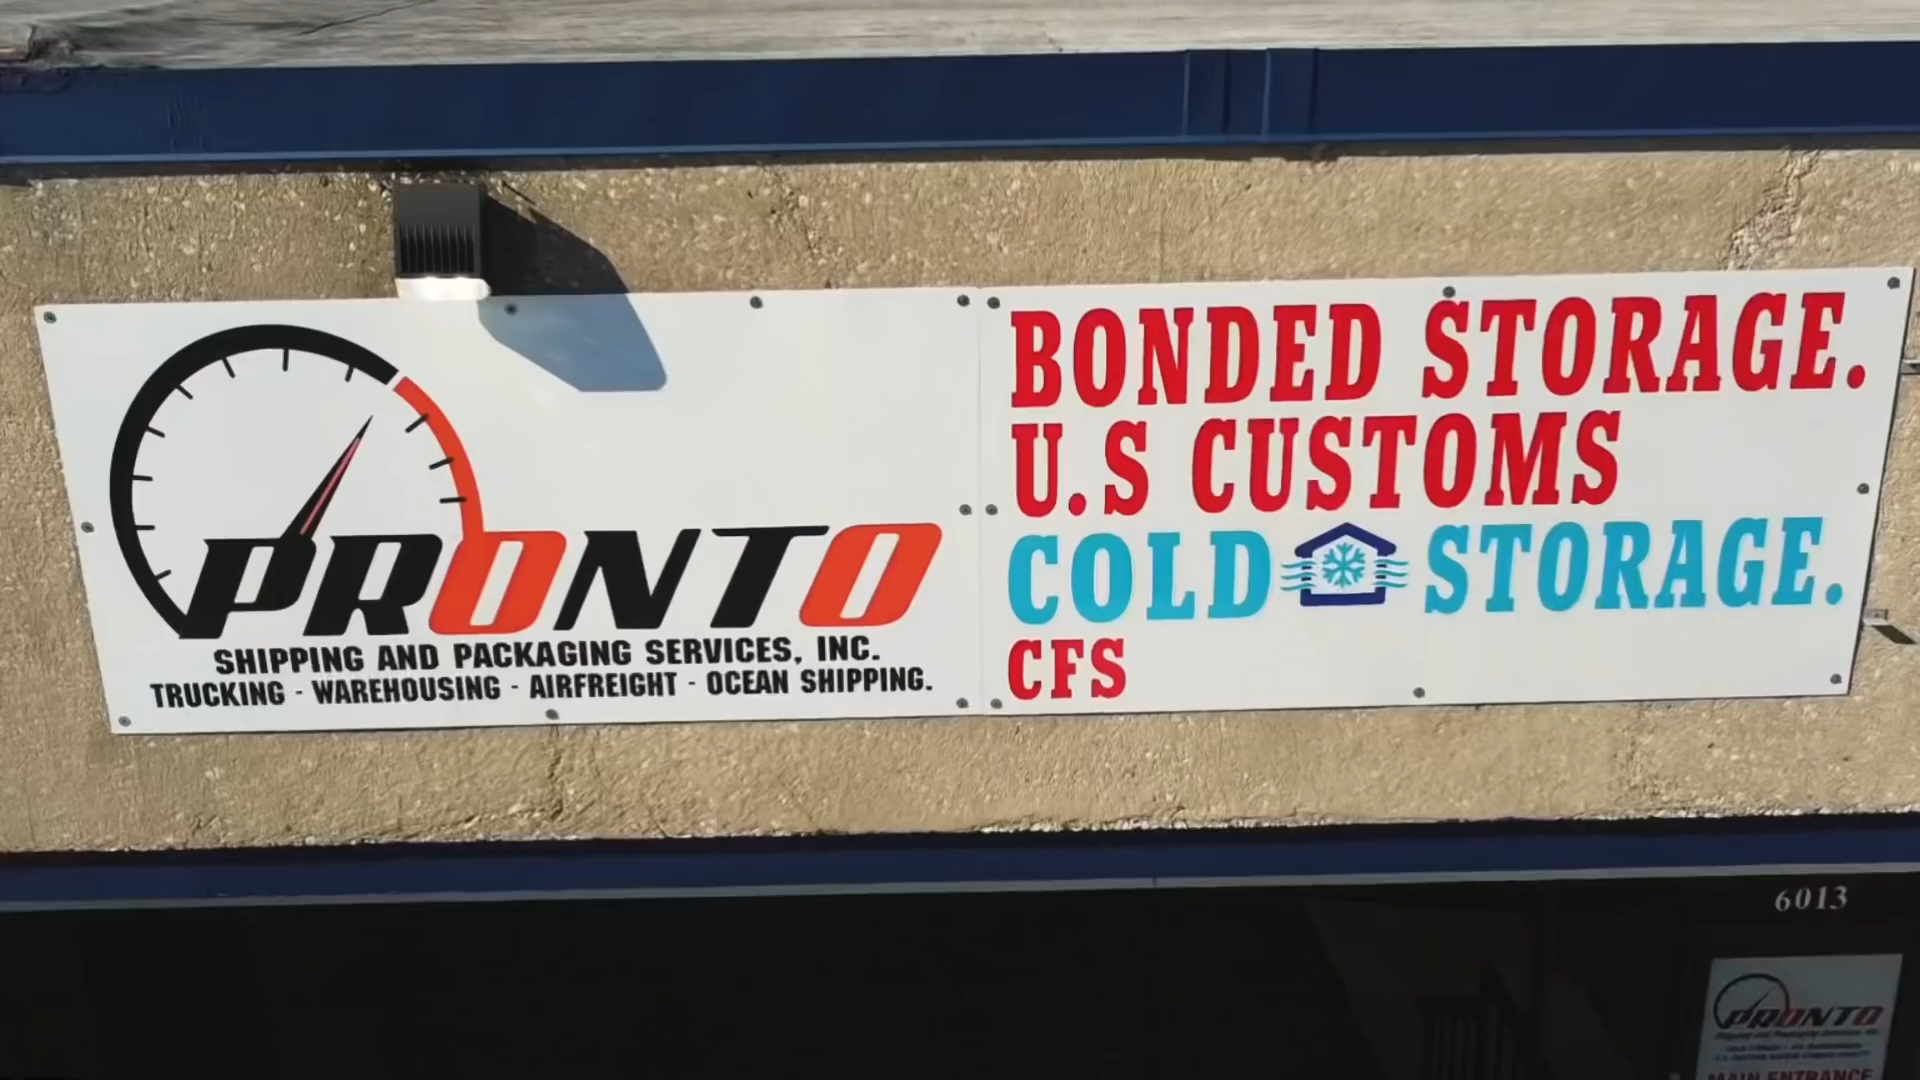 PRONTO
SHIPPING AND PACKAGING SERVICES, INC.
TRUCKING - WAREHOUSING - AIRFREIGHT - OCEAN SHIPPING.
BONDED STORAGE.
U.S CUSTOMS
COLD STORAGE.
CFS
6013
PRONTO
MAIN ENTRANCE